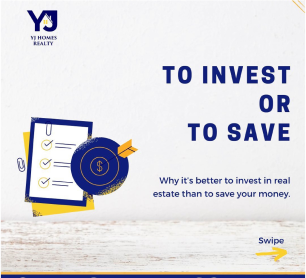 YJ
YJ HOMES
REALTY
TO INVEST
OR
TO SAVE
$
Why it's better to invest in real
estate than to save your money.
Swipe